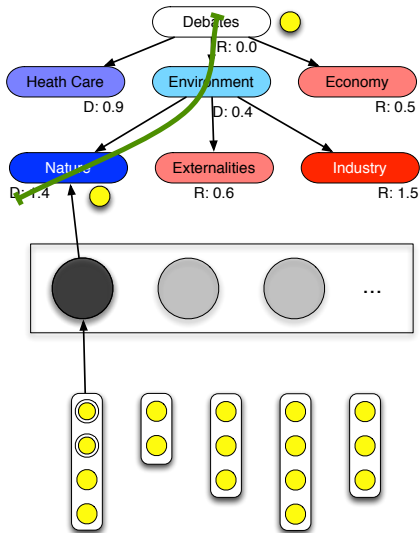 Debates
R: 0.0
Heath Care
Environment
Economy
D: 0.9
D: 0.4
R: 0.5
Nature
Externalities
Industry
D: 1.4
R: 0.6
R: 1.5
...